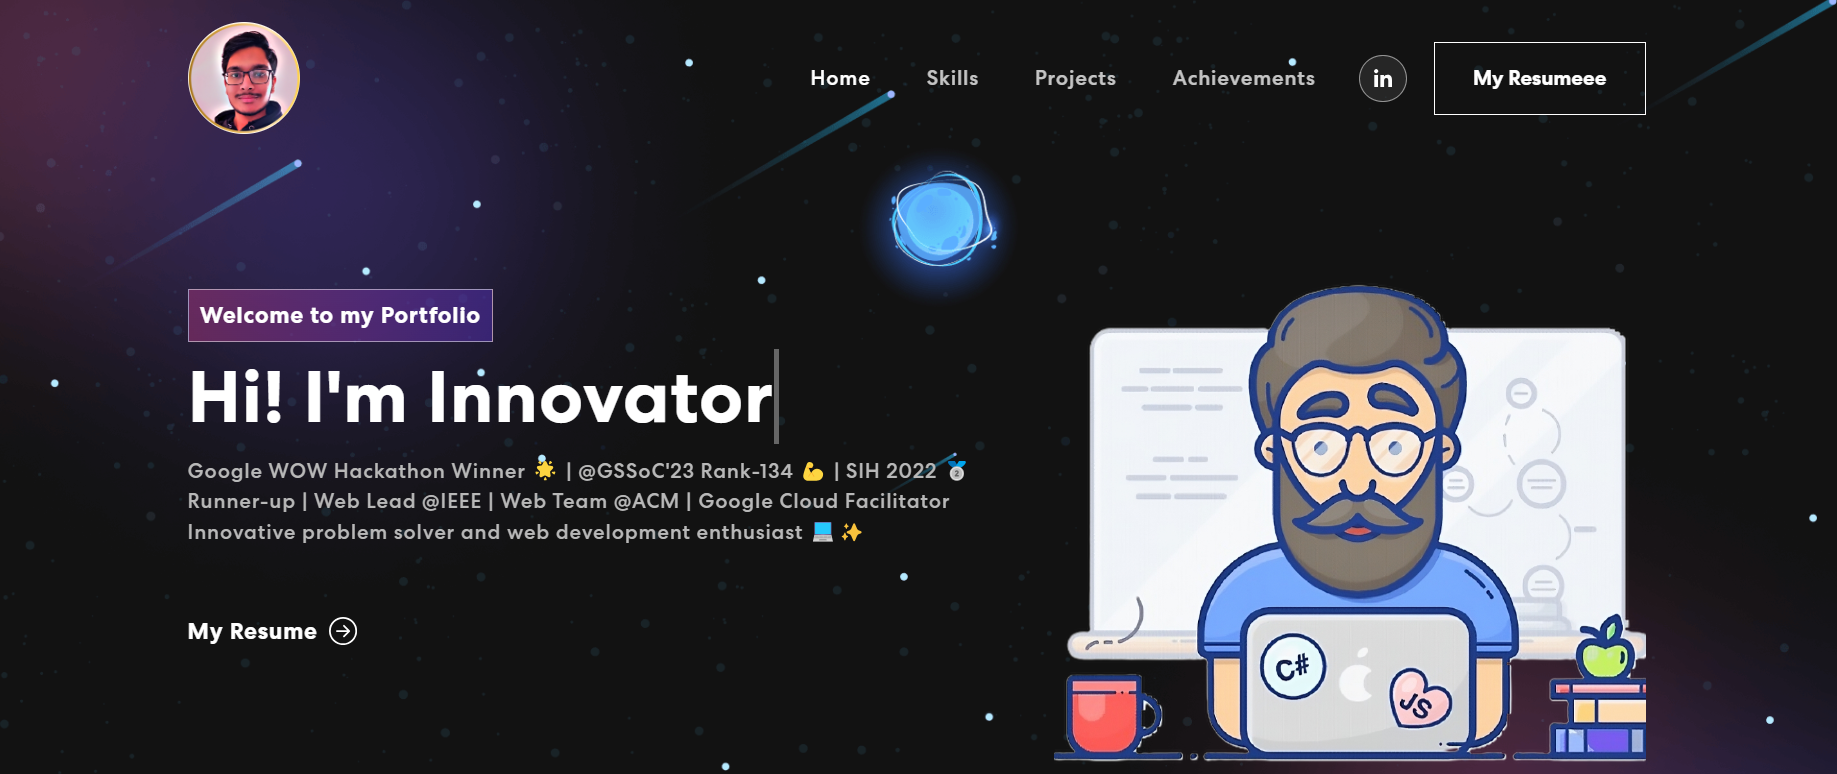 Home Skills Projects Achievements in My Resumeee
Welcome to my Portfolio
Hi! I'm Innovator
Google WOW Hackathon Winner 🌟 | @GSSoC'23 Rank-134 💪 | SIH 2022 🥈
Runner-up | Web Lead @IEEE | Web Team @ACM | Google Cloud Facilitator
Innovative problem solver and web development enthusiast 💻 ✨
My Resume
C#
JS